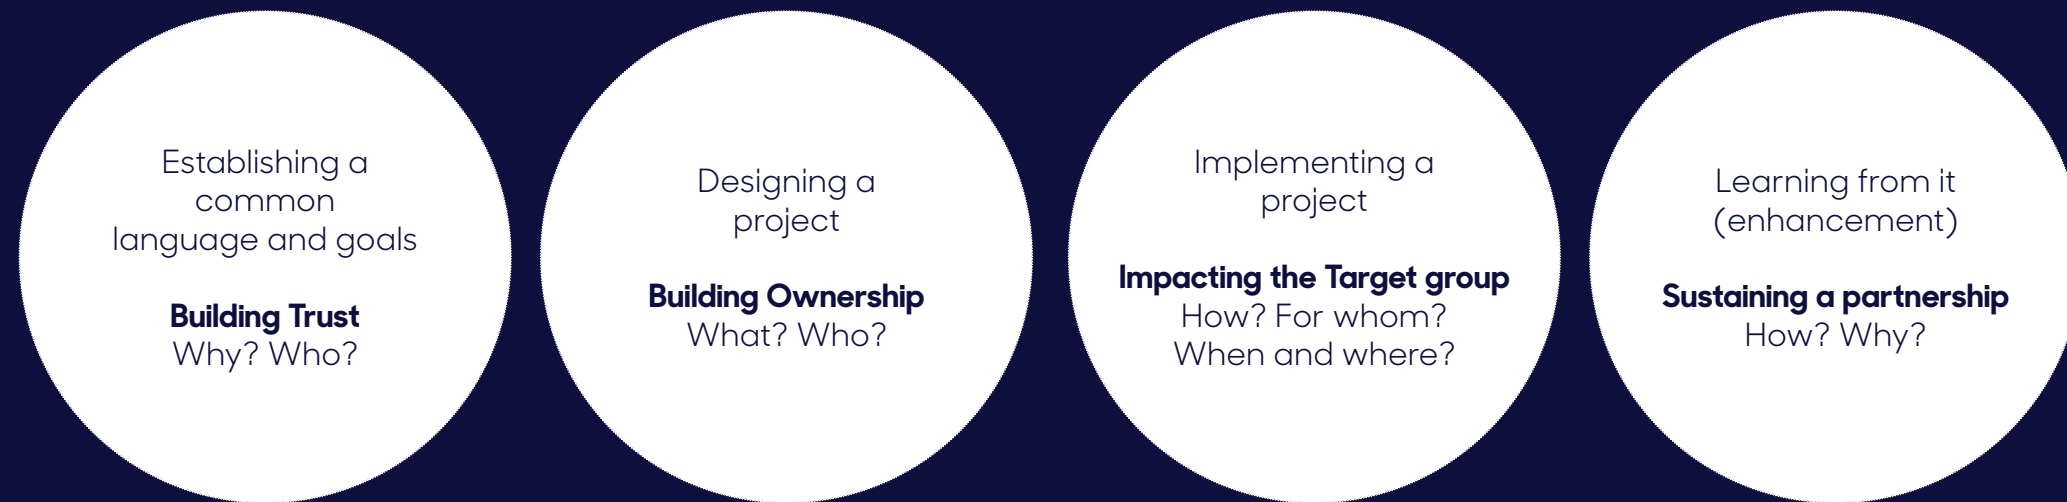 Establishing a
common
language and goals
Building Trust
Why? Who?
Designing a
project
Building Ownership
What? Who?
Implementing a
project
Impacting the Target group
How? For whom?
When and where?
Learning from it
(enhancement)
Sustaining a partnership
How? Why?